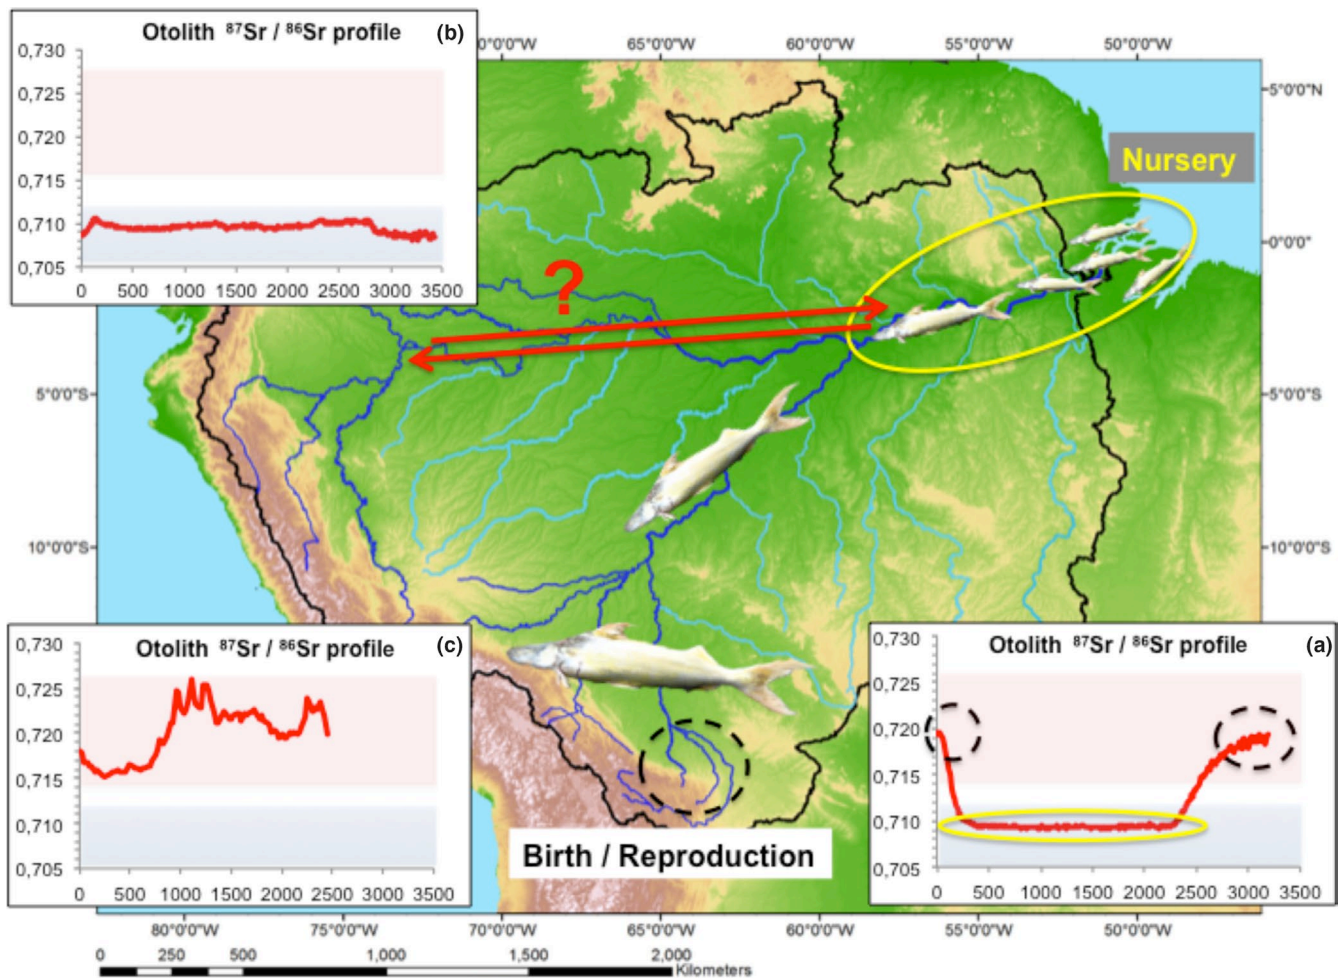 Otolith ⁸⁷Sr / ⁸⁶Sr profile (b)
0,730
0,725
0,720
0,715
0,710
0,705
0 500 1000 1500 2000 2500 3000 3500
0°0'0"W 65°0'0"W 60°0'0"W 55°0'0"W 50°0'0"W
5°0'0"N
Nursery
0°0'0"
?
5°0'0"S 5°0'0"S
10°0'0"S 10°0'0"S
Otolith ⁸⁷Sr / ⁸⁶Sr profile (c)
0,730
0,725
0,720
0,715
0,710
0,705
0 500 1000 1500 2000 2500 3000 3500
Birth / Reproduction
Otolith ⁸⁷Sr / ⁸⁶Sr profile (a)
0,730
0,725
0,720
0,715
0,710
0,705
0 500 1000 1500 2000 2500 3000 3500
80°0'0"W 75°0'0"W 70°0'0"W 65°0'0"W 60°0'0"W 55°0'0"W 50°0'0"W
0 250 500 1,000 1,500 2,000
Kilometers